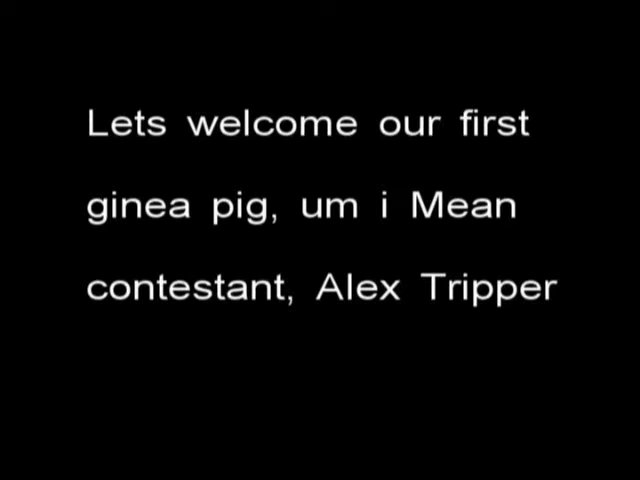 Lets welcome our first
ginea pig, um i Mean
contestant, Alex Tripper